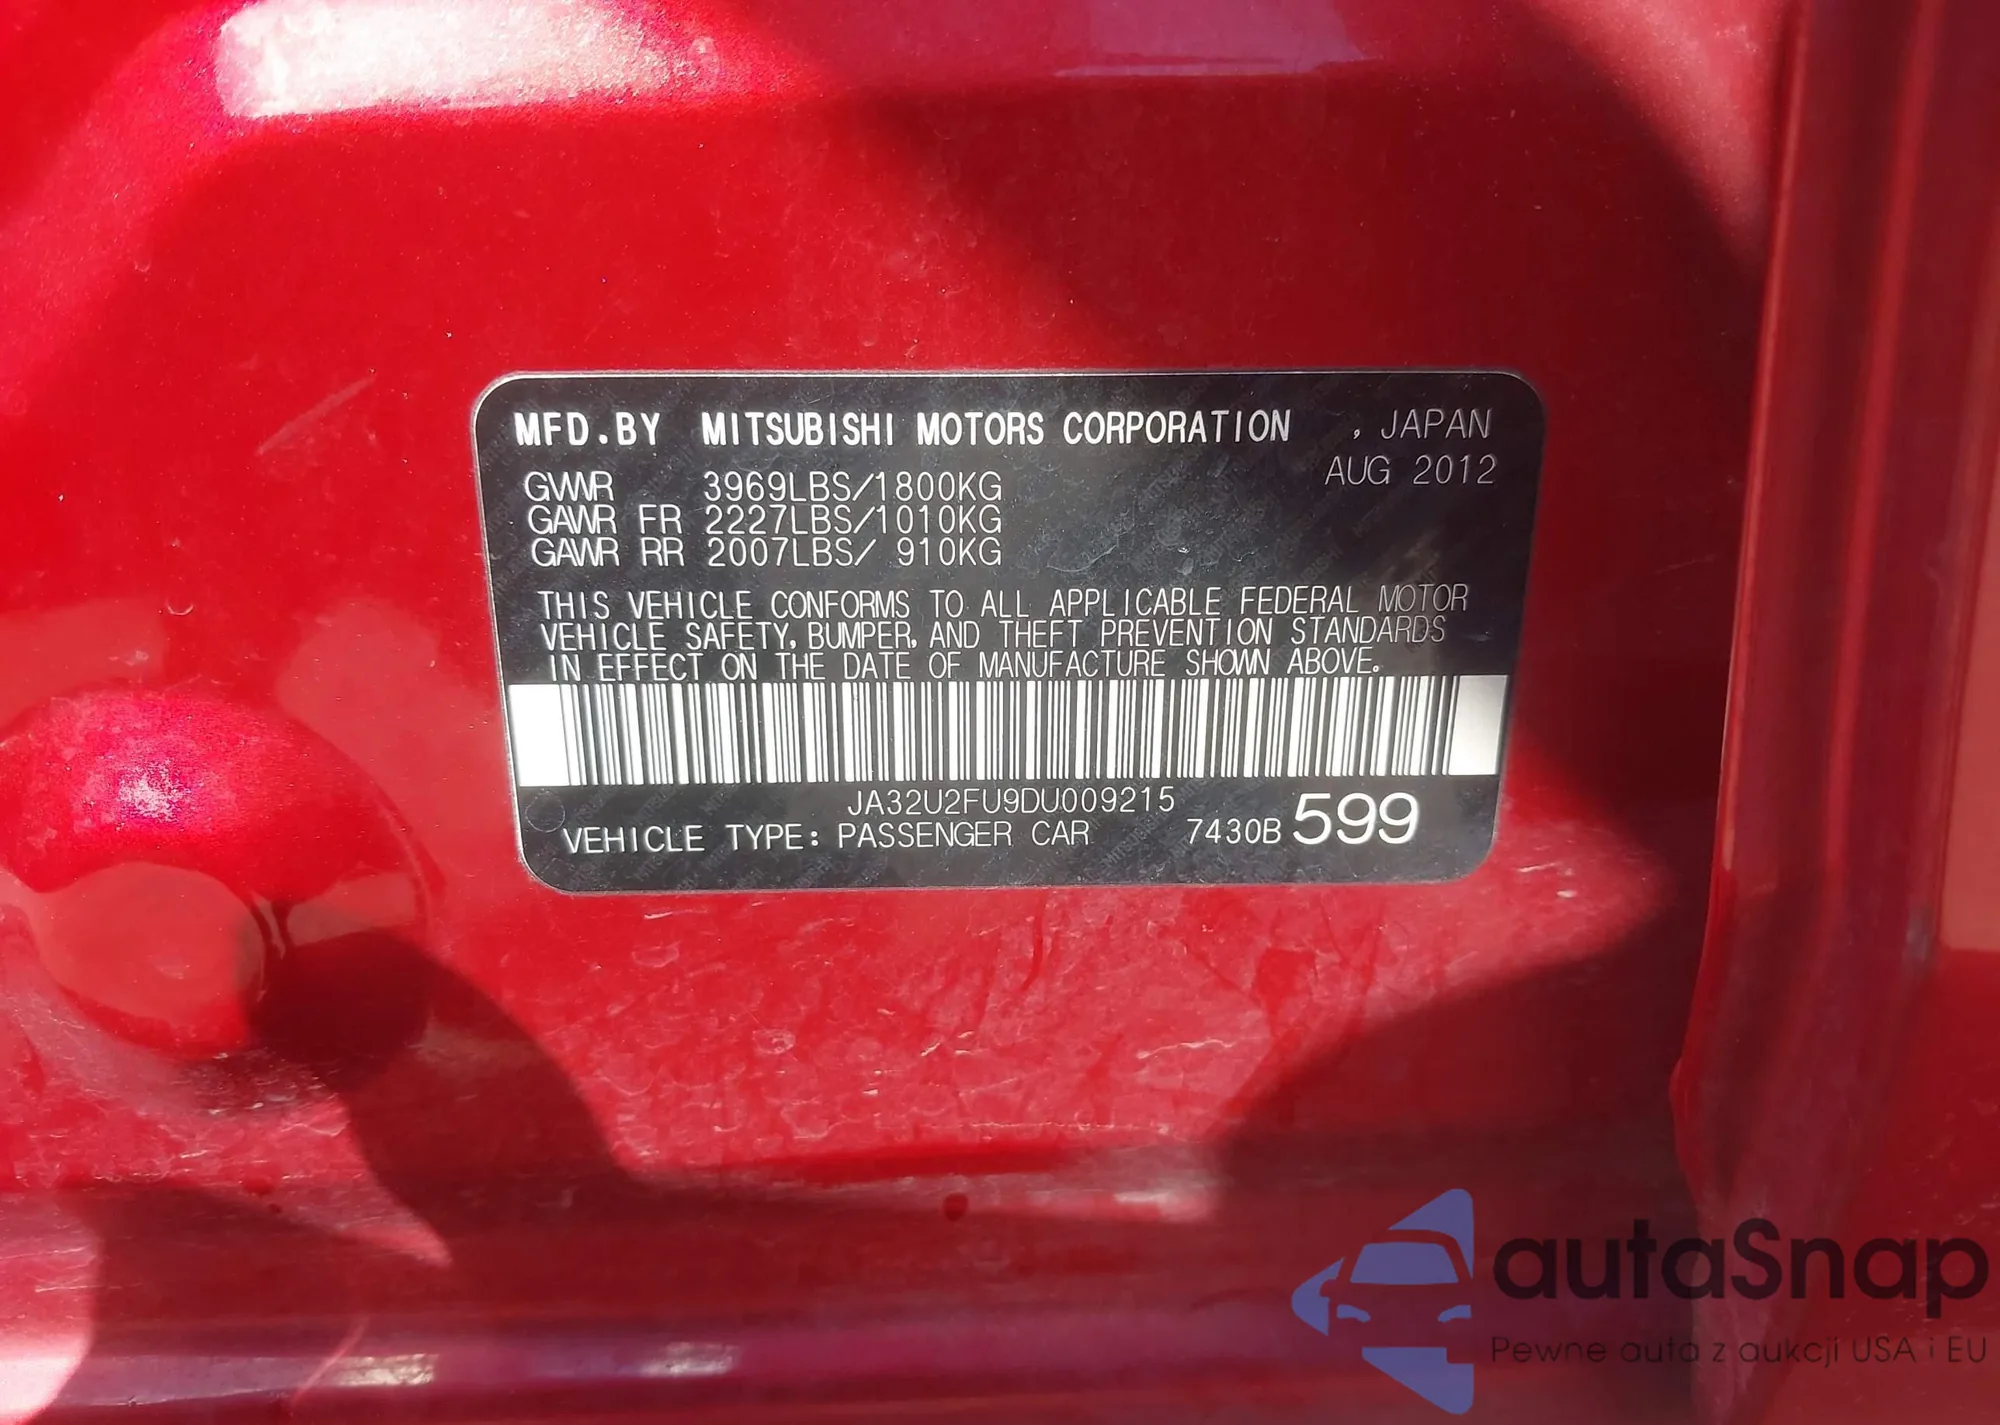 MFD.BY MITSUBISHI MOTORS CORPORATION , JAPAN
AUG 2012
GVWR 3969LBS/1800KG
GAWR FR 2227LBS/1010KG
GAWR RR 2007LBS/ 910KG
THIS VEHICLE CONFORMS TO ALL APPLICABLE FEDERAL MOTOR
VEHICLE SAFETY, BUMPER, AND THEFT PREVENTION STANDARDS
IN EFFECT ON THE DATE OF MANUFACTURE SHOWN ABOVE.
JA32U2FU9DU009215
VEHICLE TYPE: PASSENGER CAR 7430B 599
autaSnap
Pewne auta z aukcji USA i EU